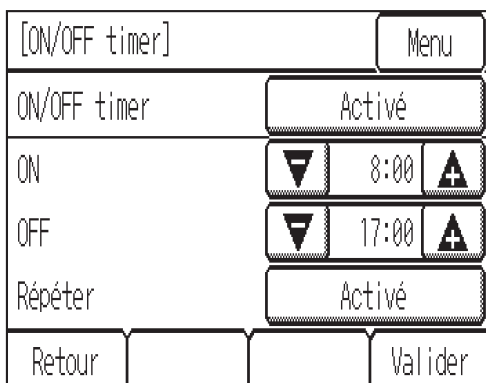 [ON/OFF timer] Menu
ON/OFF timer Activé
ON 8:00
OFF 17:00
Répéter Activé
Retour Valider